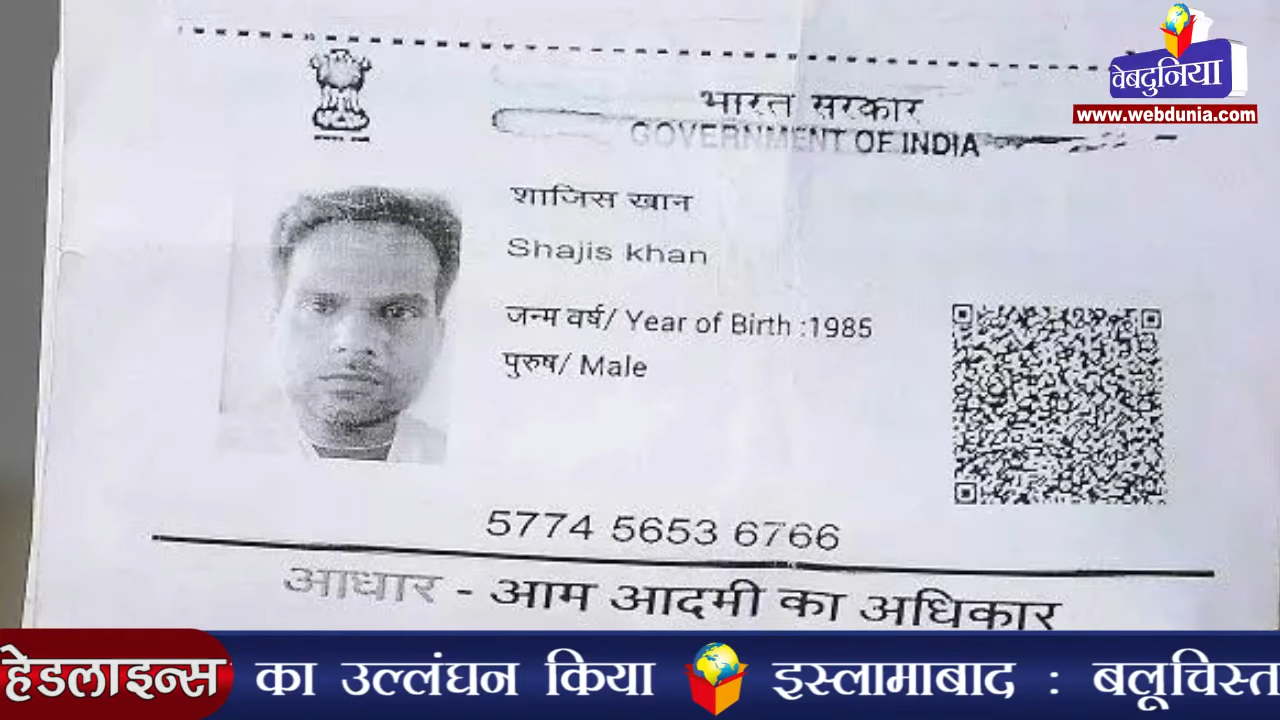 वेबदुनिया
www.webdunia.com
भारत सरकार
GOVERNMENT OF INDIA
शाजिस खान
Shajis khan
जन्म वर्ष/ Year of Birth :1985
पुरुष/ Male
5774 5653 6766
आधार - आम आदमी का अधिकार
हेडलाइन्स का उल्लंघन किया इस्लामाबाद : बलूचिस्त